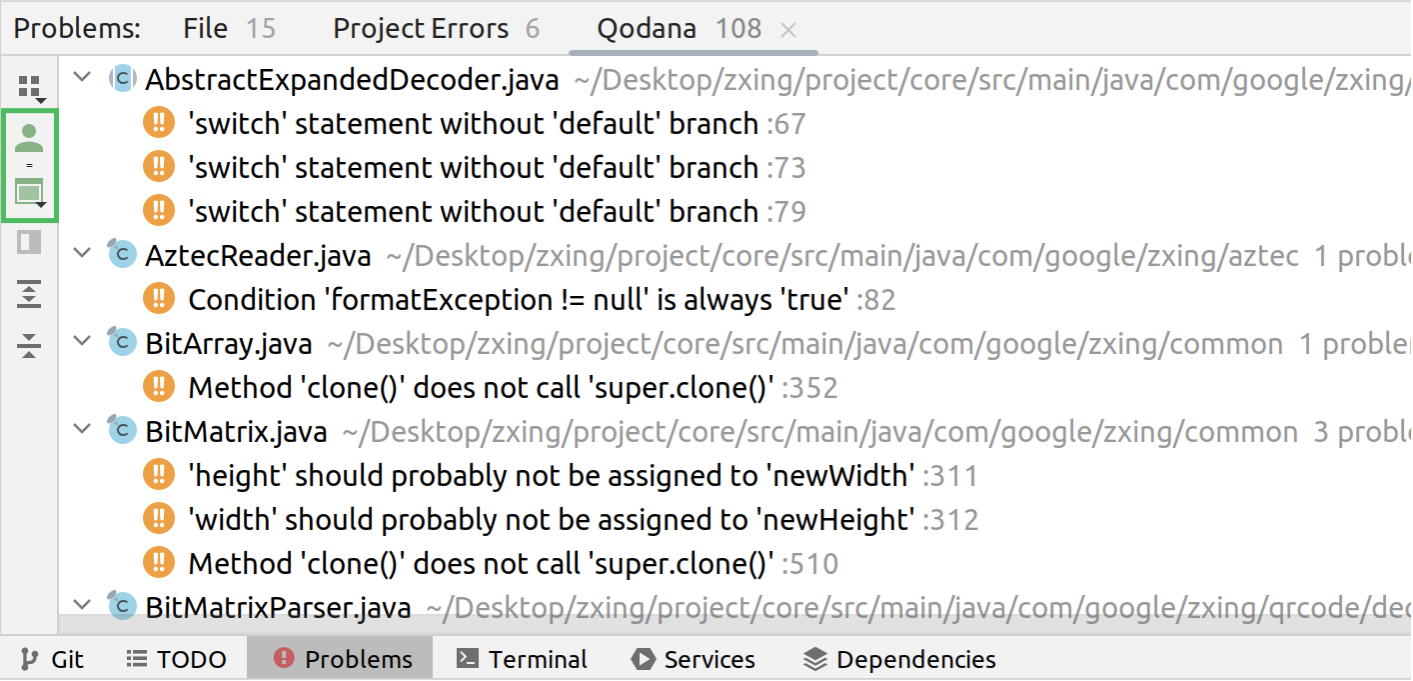 Problems: File 15 Project Errors 6 Qodana 108
AbstractExpandedDecoder.java ~/Desktop/zxing/project/core/src/main/java/com/google/zxing/
'switch' statement without 'default' branch :67
'switch' statement without 'default' branch :73
'switch' statement without 'default' branch :79
AztecReader.java ~/Desktop/zxing/project/core/src/main/java/com/google/zxing/aztec 1 proble
Condition 'formatException != null' is always 'true' :82
BitArray.java ~/Desktop/zxing/project/core/src/main/java/com/google/zxing/common 1 problem
Method 'clone()' does not call 'super.clone()' :352
BitMatrix.java ~/Desktop/zxing/project/core/src/main/java/com/google/zxing/common 3 proble
'height' should probably not be assigned to 'newWidth' :311
'width' should probably not be assigned to 'newHeight' :312
Method 'clone()' does not call 'super.clone()' :510
BitMatrixParser.java ~/Desktop/zxing/project/core/src/main/java/com/google/zxing/qrcode/dec
Git TODO Problems Terminal Services Dependencies